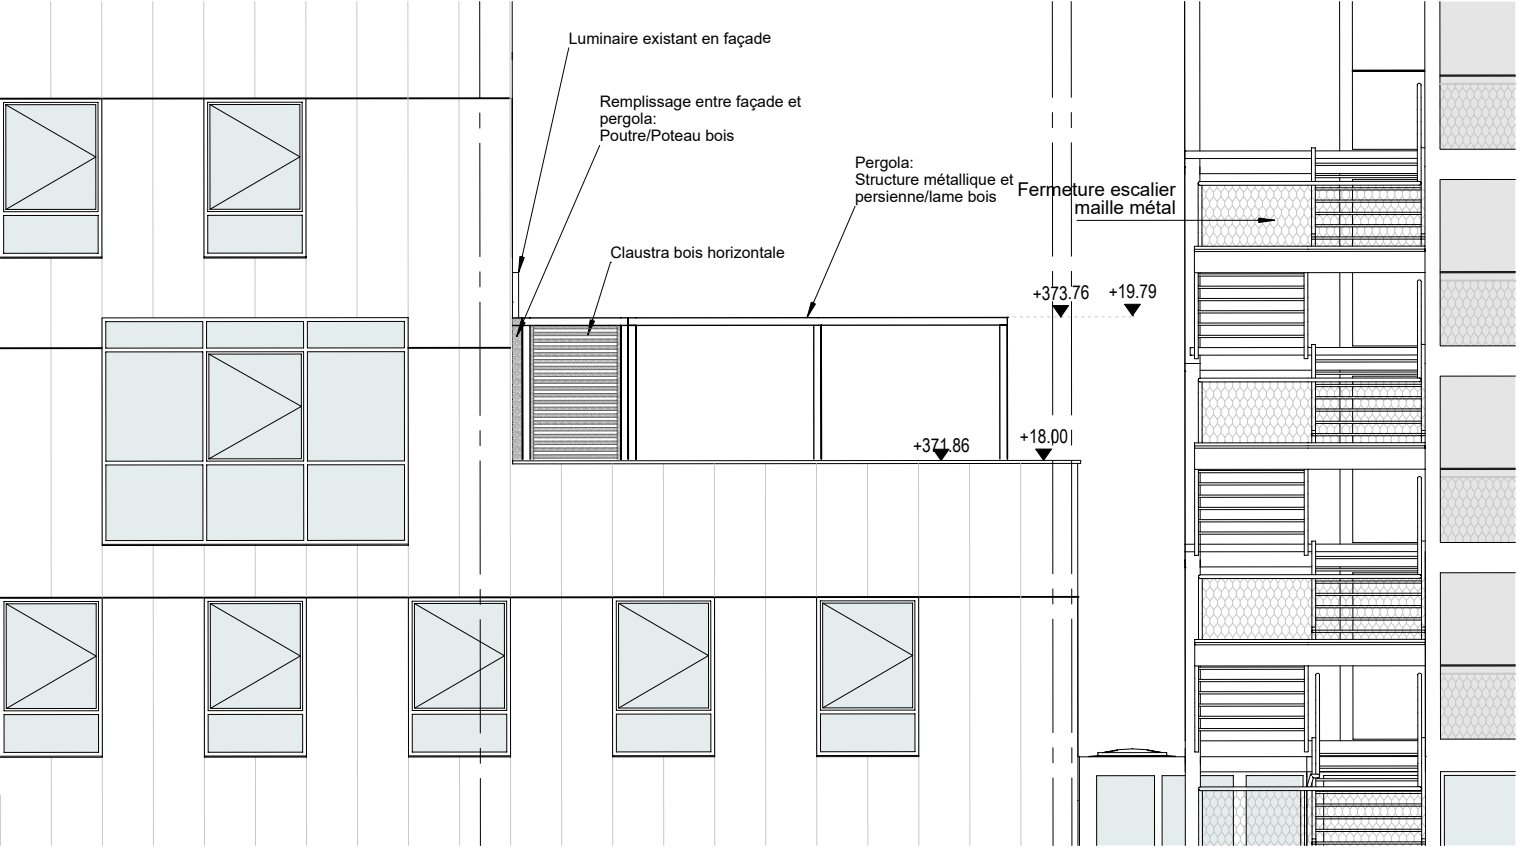 Luminaire existant en façade
Remplissage entre façade et
pergola:
Poutre/Poteau bois
Pergola:
Structure métallique et
persienne/lame bois
Fermeture escalier
maille métal
Claustra bois horizontale
+373.76
+19.79
+371.86
+18.00